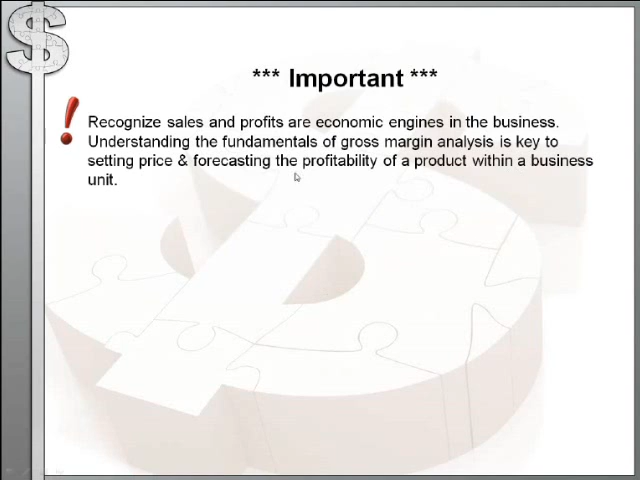 *** Important ***
Recognize sales and profits are economic engines in the business.
Understanding the fundamentals of gross margin analysis is key to
setting price & forecasting the profitability of a product within a business
unit.